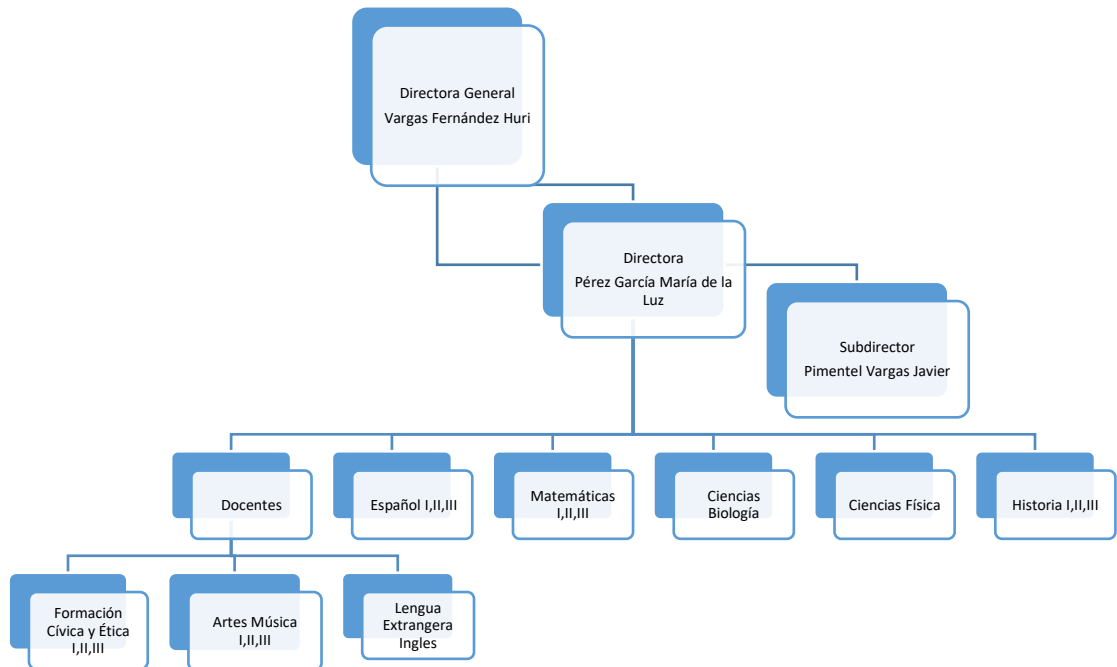 Directora General
Vargas Fernández Huri
Directora
Pérez García María de la
Luz
Subdirector
Pimentel Vargas Javier
Docentes
Español I,II,III
Matemáticas
I,II,III
Ciencias
Biología
Ciencias Física
Historia I,II,III
Formación
Cívica y Ética
I,II,III
Artes Música
I,II,III
Lengua
Extrangera
Ingles